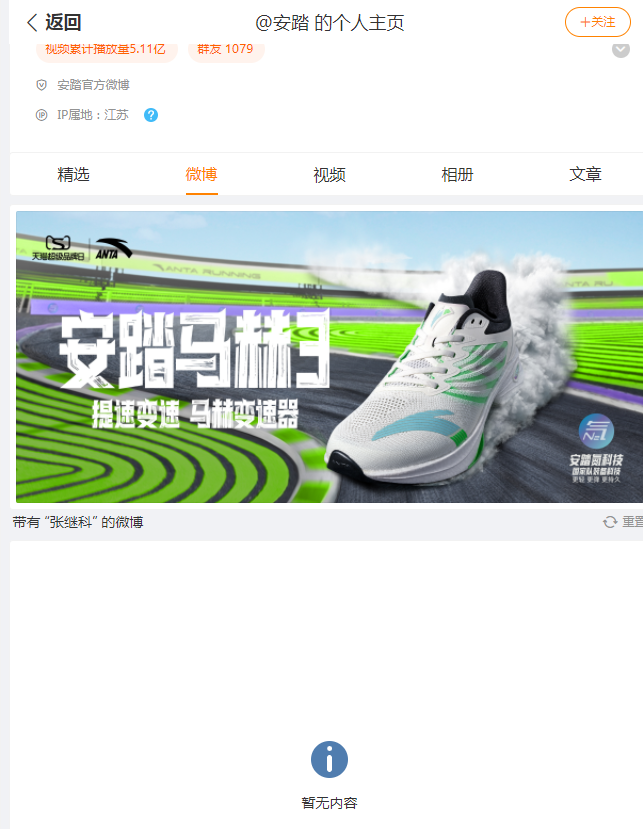 返回
@安踏 的个人主页
+关注
视频累计播放量5.11亿
群友 1079
安踏官方微博
IP IP属地：江苏 ?
精选
微博
视频
相册
文章
天猫超级品牌日
ANTA
ANTA RUNNING
安踏马赫3
提速变速 马赫变速器
氮
No1
安踏氮科技
国家队装备科技
更轻 更弹 更持久
带有“张继科”的微博
重置
暂无内容